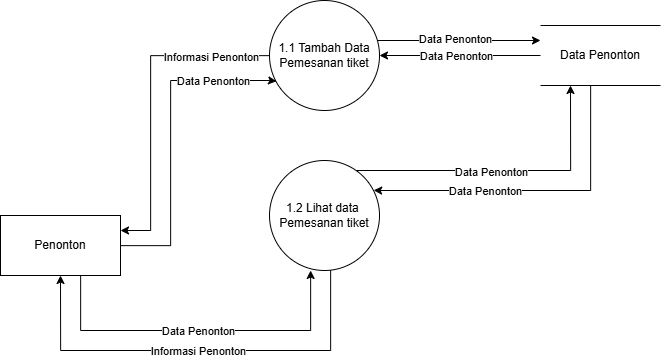 1.1 Tambah Data
Pemesanan tiket
Data Penonton
Data Penonton
Data Penonton
Informasi Penonton
Data Penonton
1.2 Lihat data
Pemesanan tiket
Data Penonton
Data Penonton
Penonton
Data Penonton
Informasi Penonton